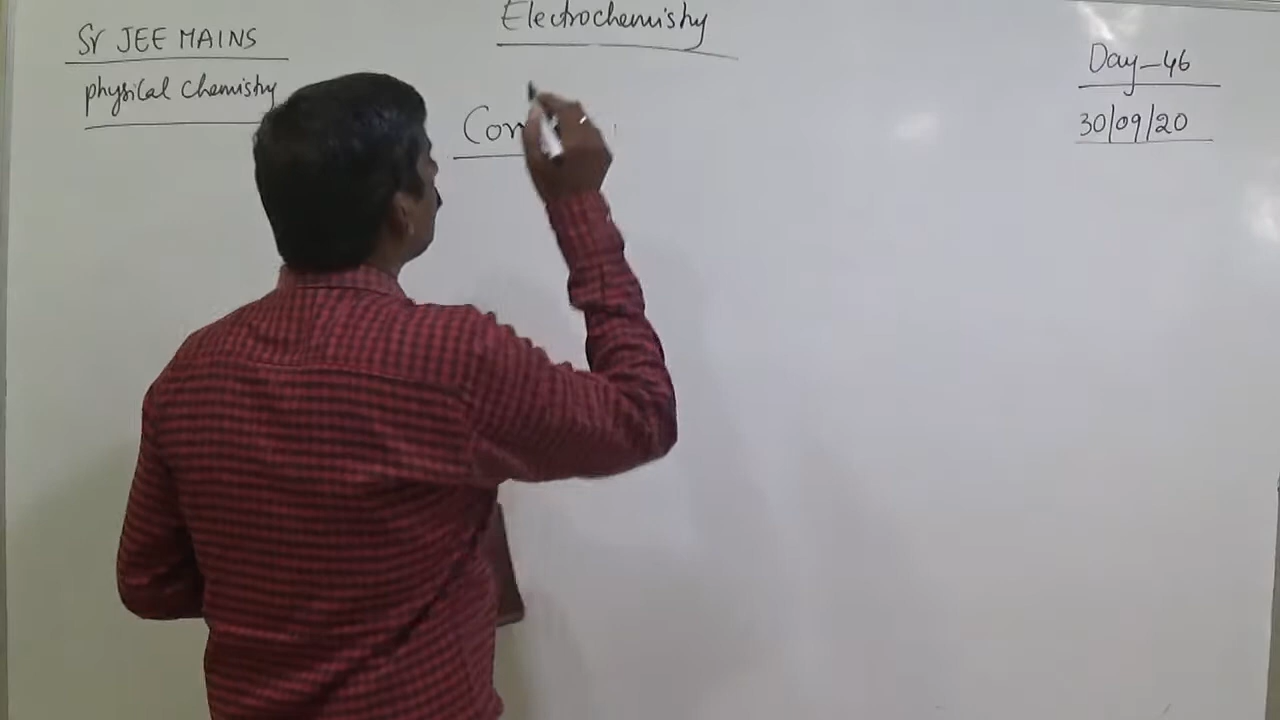 Electrochemistry
Sr JEE MAINS
Day-46
physical chemistry
30/09/20